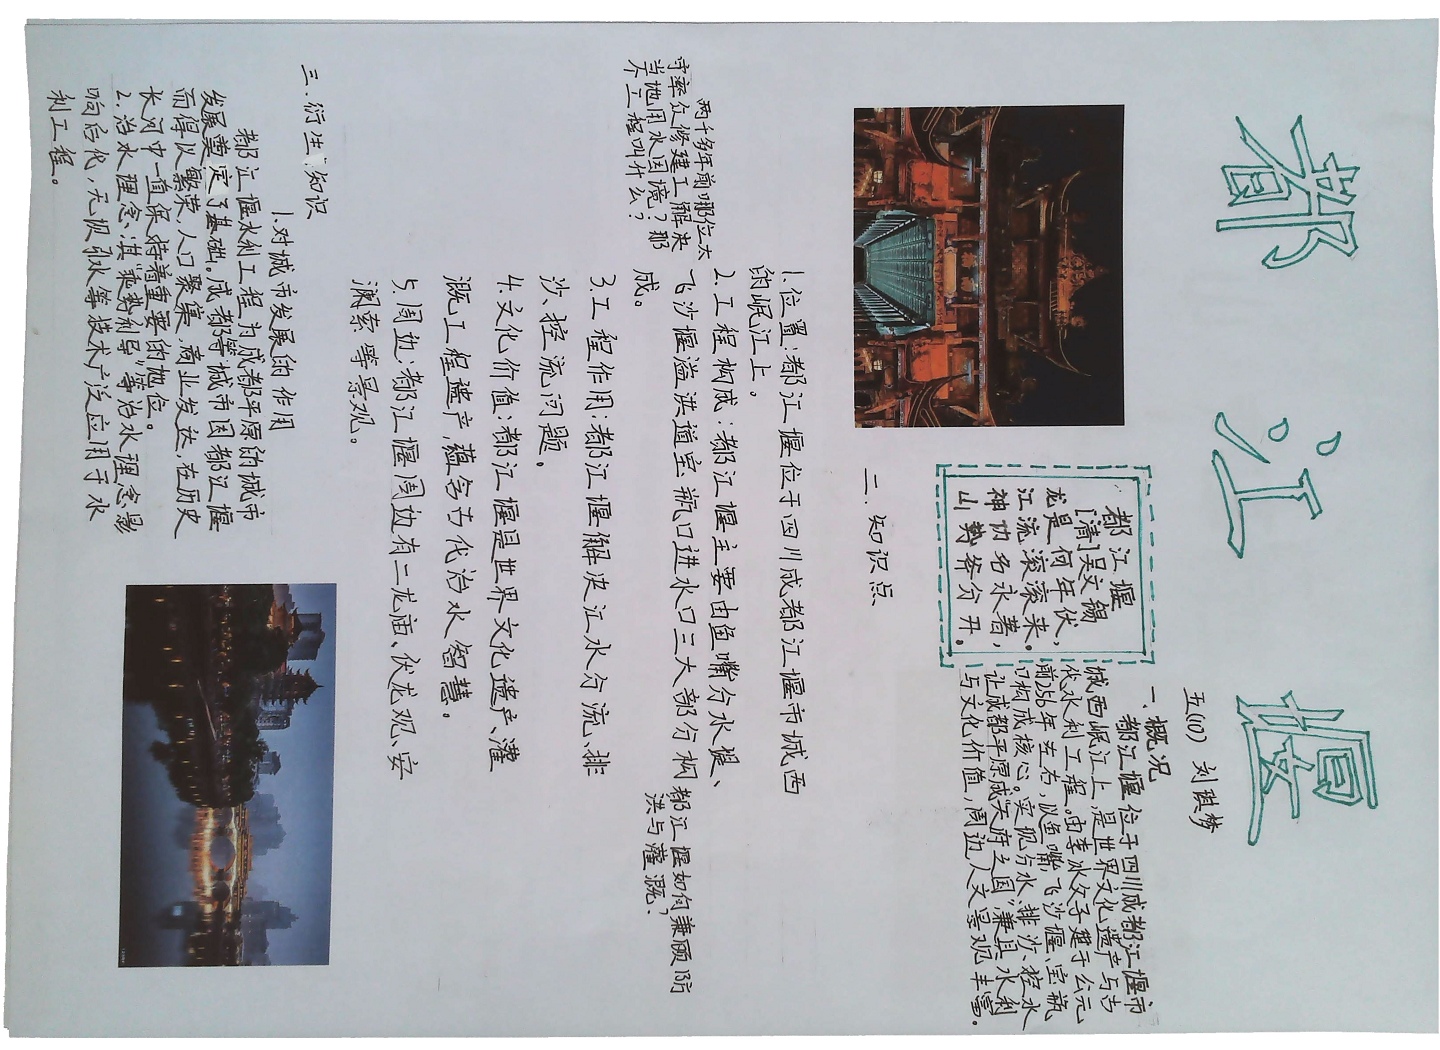 都江堰
五(10) 刘琪梦
都江堰
[清]吴文锡
龙是何年伏,
江流滚滚来。
神功名永著,
山势斧分开。
一.概况
都江堰位于四川成都江堰市
城西岷江上,是世界文化遗产与古
代水利工程。由李冰父子建于公元
前256年左右,以鱼嘴,飞沙堰、宝瓶
口构成核心。实现分水、排沙、控水
让成都平原成“天府之国”,兼具水利
与文化价值,周边人文景观丰富。
二.知识点
1.位置:都江堰位于四川成都江堰市城西
的岷江上。
2.工程构成:都江堰主要由鱼嘴分水堤、
飞沙堰溢洪道宝瓶口进水口三大部分构
成。
3.工程作用:都江堰解决江水分流、排
沙、控流问题。
4.文化价值:都江堰是世界文化遗产、灌
溉工程遗产,蕴含古代治水智慧。
5.周边:都江堰周边有二龙庙、伏龙观、安
澜索等景观。
两千多年前哪位太
守率众修建工解决
当地用水困境?那
个工程叫什么?
都江堰如何兼顾防
洪与灌溉?
三.衍生知识
1.对城市发展的作用
都江堰水利工程为成都平原的城市
发展奠定了基础。成都等城市因都江堰
而得以繁荣,人口聚集,商业发达,在历史
长河中一直保持着重要的地位。
2.治水理念:其“乘势利导”等治水理念影
响后代,无坝引水等技术广泛应用于水
利工程。